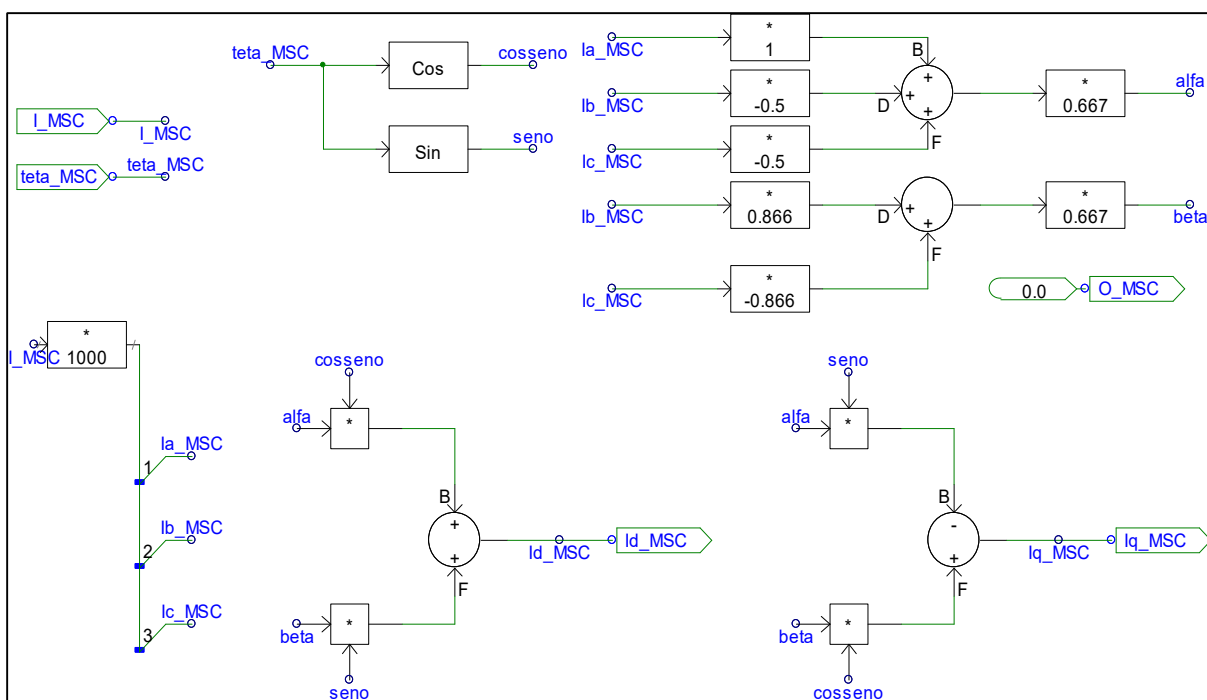 teta_MSC
Cos
cosseno
Sin
seno
I_MSC
I_MSC
teta_MSC
teta_MSC
Ia_MSC
*
1
B
Ib_MSC
*
-0.5
D
+
+
+
*
0.667
alfa
Ic_MSC
*
-0.5
F
Ib_MSC
*
0.866
D
+
+
*
0.667
beta
F
Ic_MSC
*
-0.866
0.0
O_MSC
I_MSC
*
1000
1
Ia_MSC
2
Ib_MSC
3
Ic_MSC
cosseno
alfa
*
B
+
+
Id_MSC
Id_MSC
F
beta
*
seno
seno
alfa
*
B
-
+
Iq_MSC
Iq_MSC
F
beta
*
cosseno